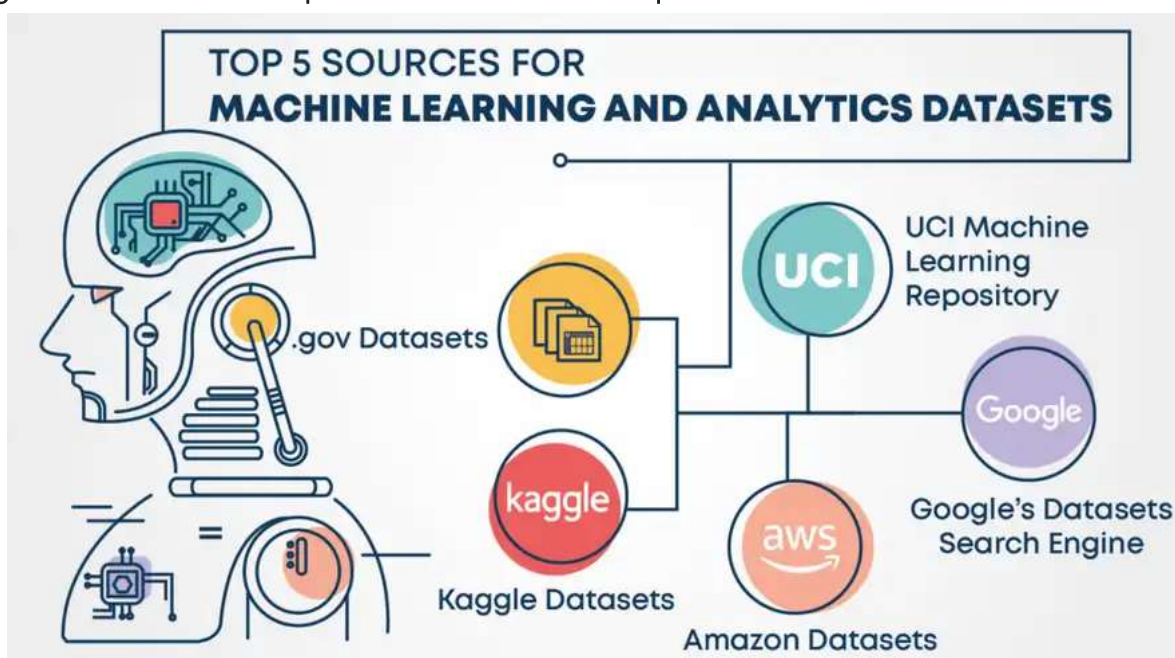 TOP 5 SOURCES FOR
MACHINE LEARNING AND ANALYTICS DATASETS
UCI
UCI Machine
Learning
Repository
.gov Datasets
Google
Google's Datasets
Search Engine
kaggle
Kaggle Datasets
aws
Amazon Datasets